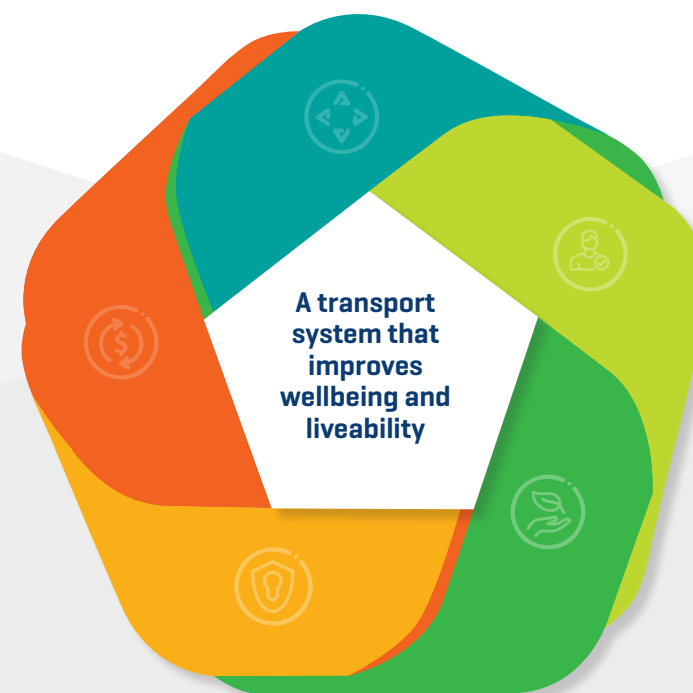 A transport
system that
improves
wellbeing and
liveability